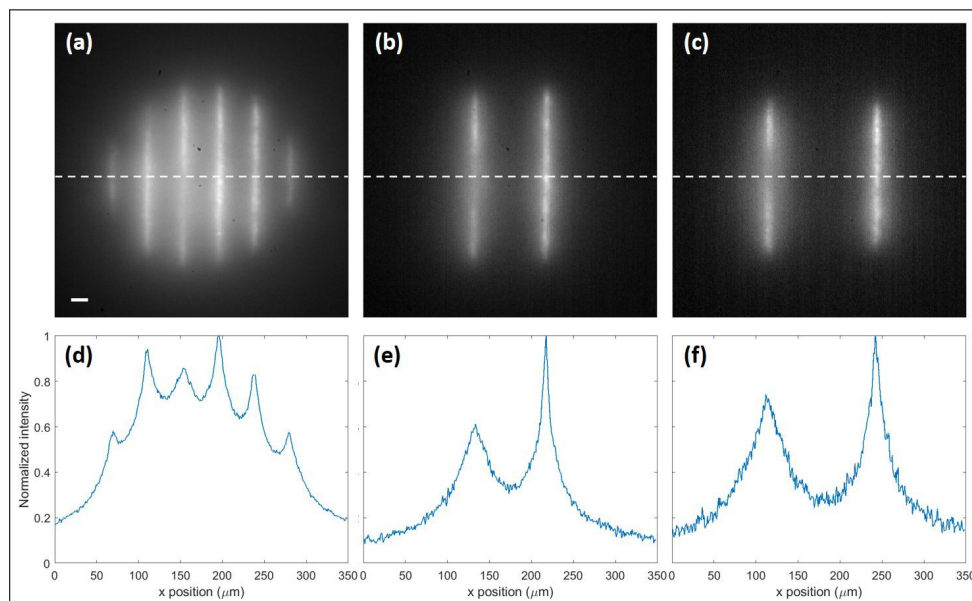 (a) (b) (c)
(d) (e) (f)
Normalized intensity
1
0.8
0.6
0.4
0.2
0
0 50 100 150 200 250 300 350
0 50 100 150 200 250 300 350
0 50 100 150 200 250 300 350
x position (μm) x position (μm) x position (μm)